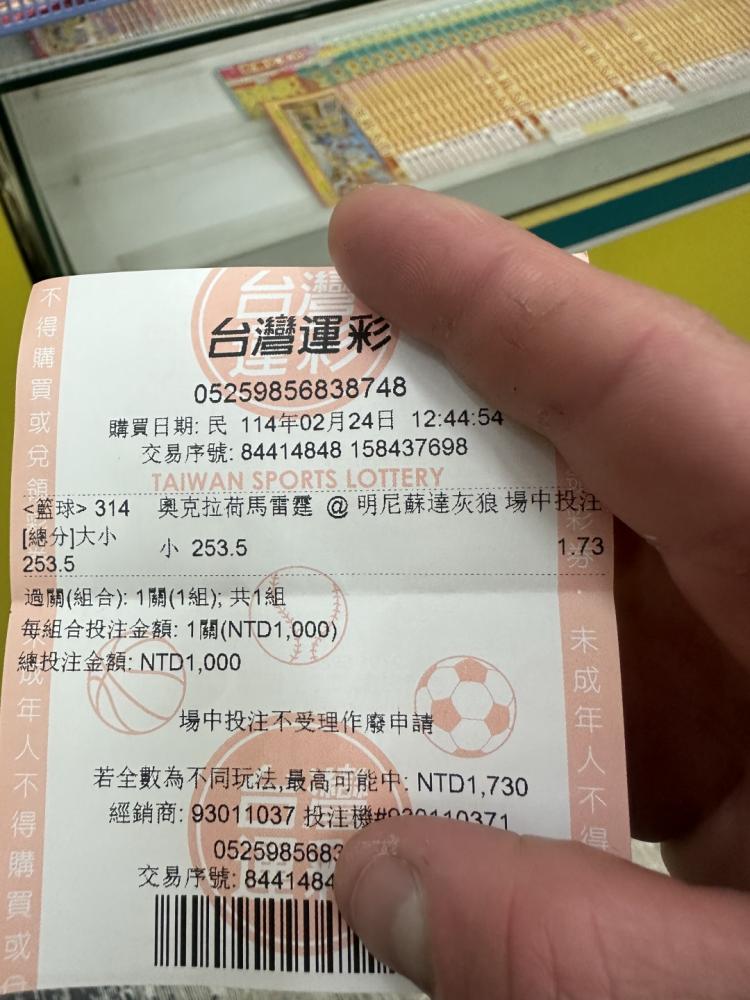 台灣運彩
05259856838748
購買日期: 民 114年02月24日 12:44:54
交易序號: 84414848 158437698
TAIWAN SPORTS LOTTERY
<籃球> 314 奧克拉荷馬雷霆 @ 明尼蘇達灰狼 場中投注
[總分]大小
253.5
小 253.5 1.73
過關(組合): 1關(1組); 共1組
每組合投注金額: 1關(NTD1,000)
總投注金額: NTD1,000
場中投注不受理作廢申請
若全數為不同玩法,最高可能中: NTD1,730
經銷商: 93011037 投注機#930110371
0525985683
交易序號: 8441484
不得購買或兌領
未成年人不得購買或
未成年人不得